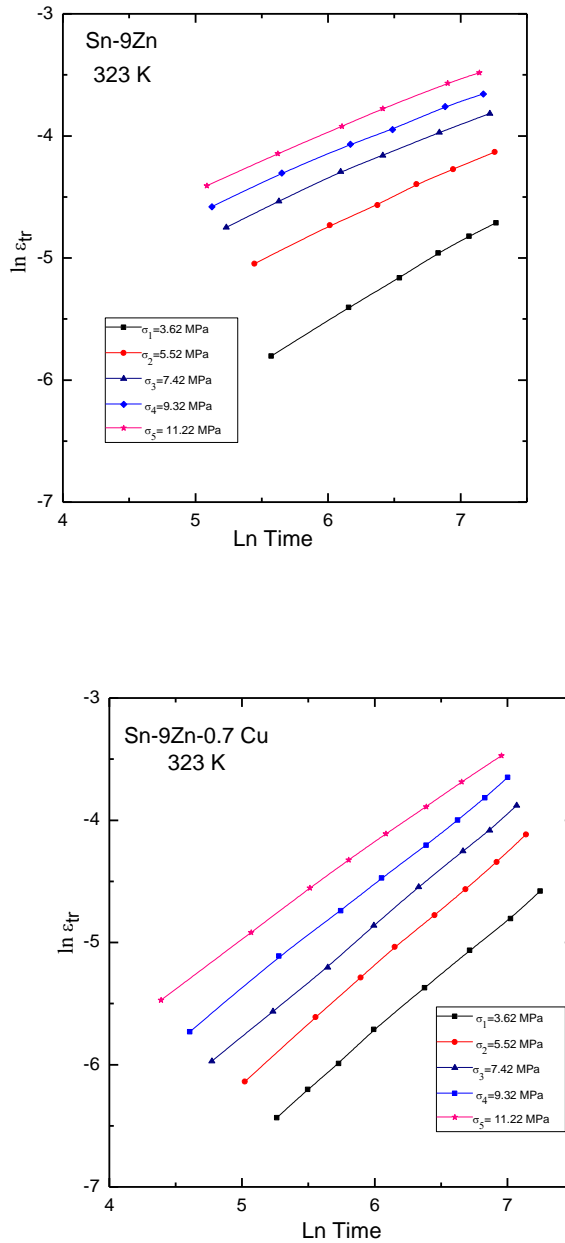 -3
Sn-9Zn
323 K
-4
ln εtr
-5
σ1=3.62 MPa
σ2=5.52 MPa
σ3=7.42 MPa
σ4=9.32 MPa
σ5= 11.22 MPa
-6
-7
4 5 6 7
Ln Time
-3
Sn-9Zn-0.7 Cu
323 K
-4
ln εtr
-5
σ1=3.62 MPa
σ2=5.52 MPa
σ3=7.42 MPa
σ4=9.32 MPa
σ5= 11.22 MPa
-6
-7
4 5 6 7
Ln Time